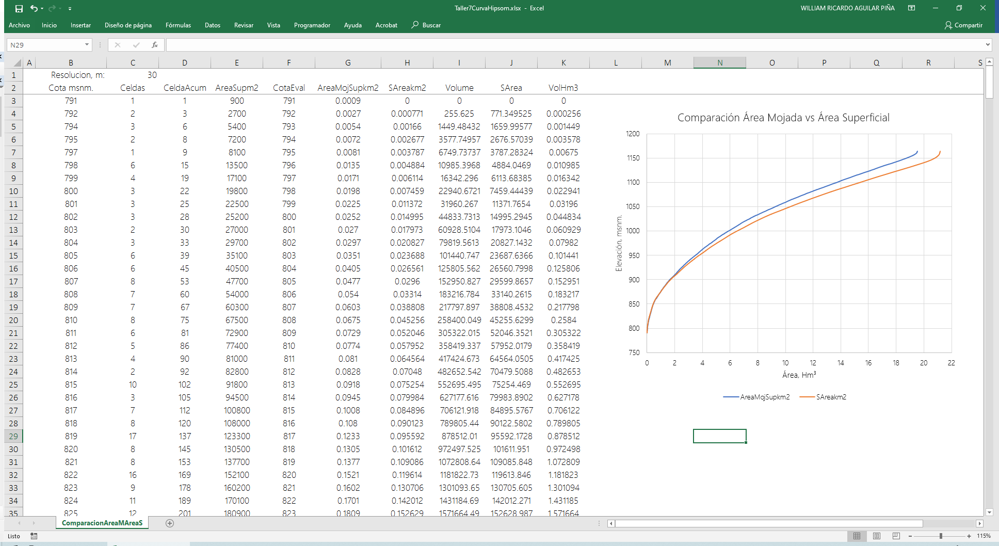 Taller7CurvaHipsom.xlsx - Excel
WILLIAM RICARDO AGUILAR PIÑA
Archivo Inicio Insertar Diseño de página Fórmulas Datos Revisar Vista Programador Ayuda Acrobat Buscar Compartir
N29 fx
A B C D E F G H I J K L M N O P Q R S
1 Resolucion, m: 30
2 Cota msnm. Celdas CeldaAcum AreaSupm2 CotaEval AreaMojSupkm2 SAreakm2 Volume SArea VolHm3
3 791 1 1 900 791 0.0009 0 0 0 0
4 792 2 3 2700 792 0.0027 0.000771 255.625 771.349525 0.000256
5 794 3 6 5400 793 0.0054 0.00166 1449.48432 1659.99577 0.001449
6 795 2 8 7200 794 0.0072 0.002677 3577.74957 2676.57039 0.003578
7 797 1 9 8100 795 0.0081 0.003787 6749.73737 3787.28324 0.00675
8 798 6 15 13500 796 0.0135 0.004884 10985.3968 4884.0469 0.010985
9 799 4 19 17100 797 0.0171 0.006114 16342.296 6113.68385 0.016342
10 800 3 22 19800 798 0.0198 0.007459 22940.6721 7459.44439 0.022941
11 801 3 25 22500 799 0.0225 0.011372 31960.267 11371.7654 0.03196
12 802 3 28 25200 800 0.0252 0.014995 44833.7313 14995.2945 0.044834
13 803 2 30 27000 801 0.027 0.017973 60928.5104 17973.1046 0.060929
14 804 3 33 29700 802 0.0297 0.020827 79819.5613 20827.1432 0.07982
15 805 6 39 35100 803 0.0351 0.023688 101440.747 23687.6366 0.101441
16 806 6 45 40500 804 0.0405 0.026561 125805.562 26560.7998 0.125806
17 807 8 53 47700 805 0.0477 0.0296 152950.827 29599.8657 0.152951
18 808 7 60 54000 806 0.054 0.03314 183216.784 33140.2615 0.183217
19 809 7 67 60300 807 0.0603 0.038808 217797.897 38808.4532 0.217798
20 810 8 75 67500 808 0.0675 0.045256 258400.049 45255.6299 0.2584
21 811 6 81 72900 809 0.0729 0.052046 305322.015 52046.3521 0.305322
22 812 5 86 77400 810 0.0774 0.057952 358419.337 57952.0179 0.358419
23 813 4 90 81000 811 0.081 0.064564 417424.673 64564.0505 0.417425
24 814 2 92 82800 812 0.0828 0.07048 482652.542 70479.5088 0.482653
25 815 10 102 91800 813 0.0918 0.075254 552695.495 75254.469 0.552695
26 816 3 105 94500 814 0.0945 0.079984 627177.616 79983.8902 0.627178
27 817 7 112 100800 815 0.1008 0.084896 706121.918 84895.5767 0.706122
28 818 8 120 108000 816 0.108 0.090123 789805.44 90122.5802 0.789805
29 819 17 137 123300 817 0.1233 0.095592 878512.01 95592.1728 0.878512
30 820 8 145 130500 818 0.1305 0.101612 972497.525 101611.951 0.972498
31 821 8 153 137700 819 0.1377 0.109086 1072808.64 109085.848 1.072809
32 822 16 169 152100 820 0.1521 0.119614 1181822.73 119613.846 1.181823
33 823 9 178 160200 821 0.1602 0.130706 1301093.65 130705.605 1.301094
34 824 11 189 170100 822 0.1701 0.142012 1431184.69 142012.271 1.431185
35 825 12 201 180900 823 0.1809 0.152629 1571664.49 152628.987 1.571664
Comparación Área Mojada vs Área Superficial
1200
1150
1100
1050
1000
950
900
850
800
750
Elevación, msnm.
0 2 4 6 8 10 12 14 16 18 20 22
Área, Hm³
AreaMojSupkm2 SAreakm2
ComparacionAreaMAreaS
Listo
115%